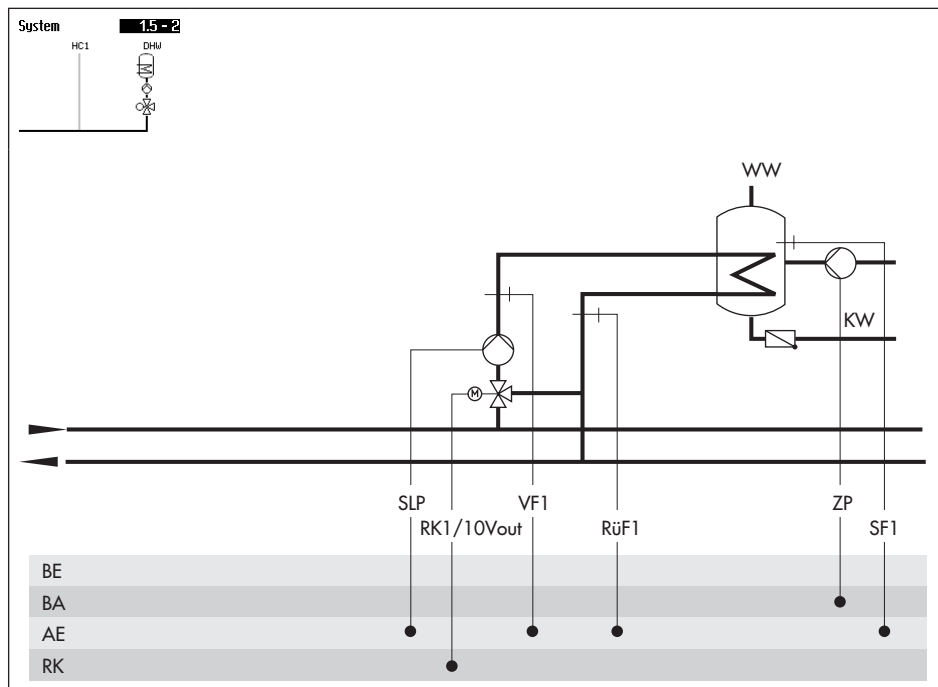 System 1.5 - 2
HC1 DHW
WW
KW
M
SLP VF1 ZP
RK1/10Vout RüF1 SF1
BE
BA
AE
RK